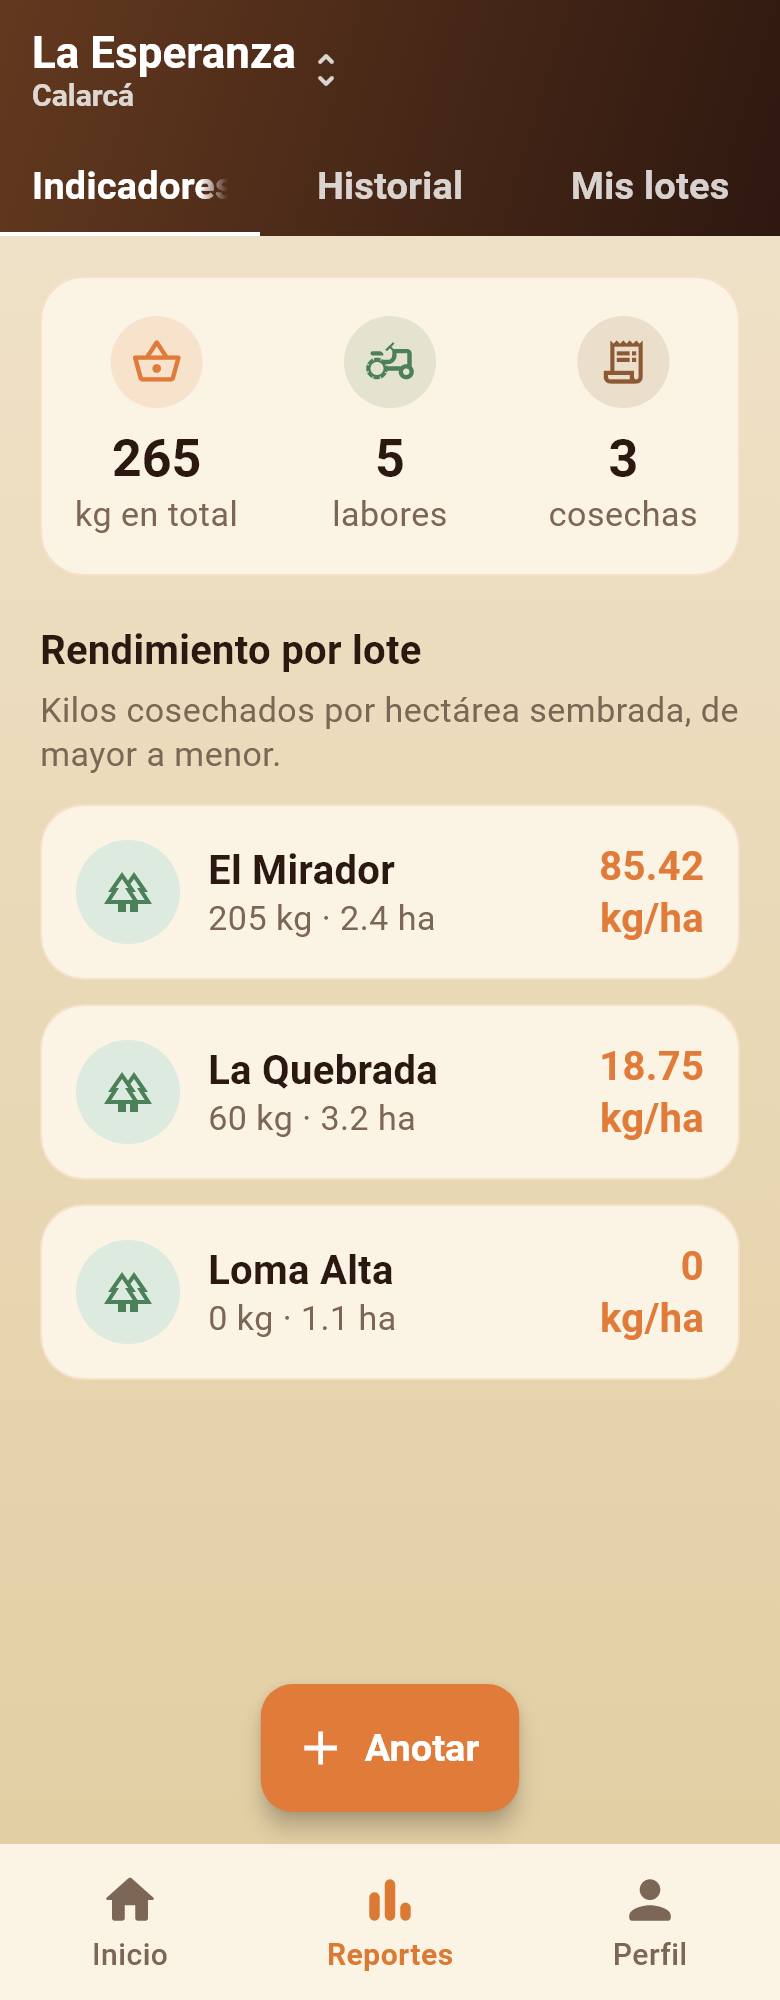 La Esperanza
Calarcá
Indicadores
Historial
Mis lotes
265
kg en total
5
labores
3
cosechas
Rendimiento por lote
Kilos cosechados por hectárea sembrada, de
mayor a menor.
El Mirador
205 kg · 2.4 ha
85.42
kg/ha
La Quebrada
60 kg · 3.2 ha
18.75
kg/ha
Loma Alta
0 kg · 1.1 ha
0
kg/ha
Anotar
Inicio
Reportes
Perfil